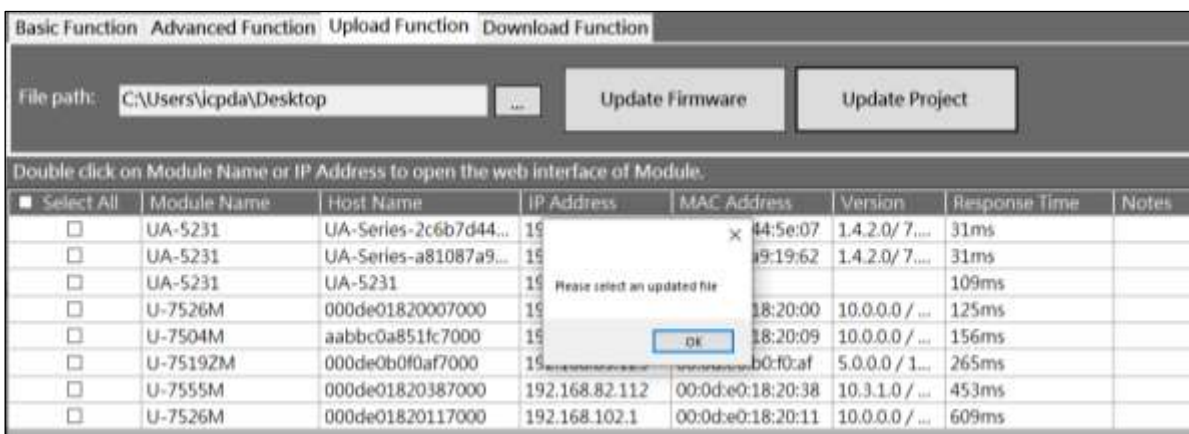 Basic Function Advanced Function Upload Function Download Function
File path: C:\Users\icpda\Desktop ... Update Firmware Update Project
Double click on Module Name or IP Address to open the web interface of Module.
Select All Module Name Host Name IP Address MAC Address Version Response Time Notes
UA-5231 UA-Series-2c6b7d44... 19 44:5e:07 1.4.2.0/ 7.... 31ms
UA-5231 UA-Series-a81087a9... 19 a9:19:62 1.4.2.0/ 7.... 31ms
UA-5231 UA-5231 19 109ms
Please select an updated file
U-7526M 000de01820007000 19 18:20:00 10.0.0.0 / ... 125ms
U-7504M aabbc0a851fc7000 19 18:20:09 10.0.0.0 / ... 156ms
OK
U-7519ZM 000de0b0f0af7000 b0:f0:af 5.0.0.0 / 1... 265ms
U-7555M 000de01820387000 192.168.82.112 00:0d:e0:18:20:38 10.3.1.0 / ... 453ms
U-7526M 000de01820117000 192.168.102.1 00:0d:e0:18:20:11 10.0.0.0 / ... 609ms